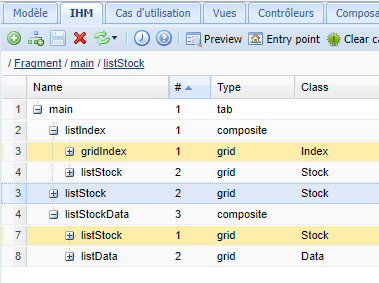 Modèle IHM Cas d'utilisation Vues Contrôleurs Composa
Preview Entry point Clear ca
/ Fragment / main / listStock
Name # Type Class
1 main 1 tab
2 listIndex 1 composite
3 gridIndex 1 grid Index
4 listStock 2 grid Stock
3 listStock 2 grid Stock
4 listStockData 3 composite
7 listStock 1 grid Stock
8 listData 2 grid Data